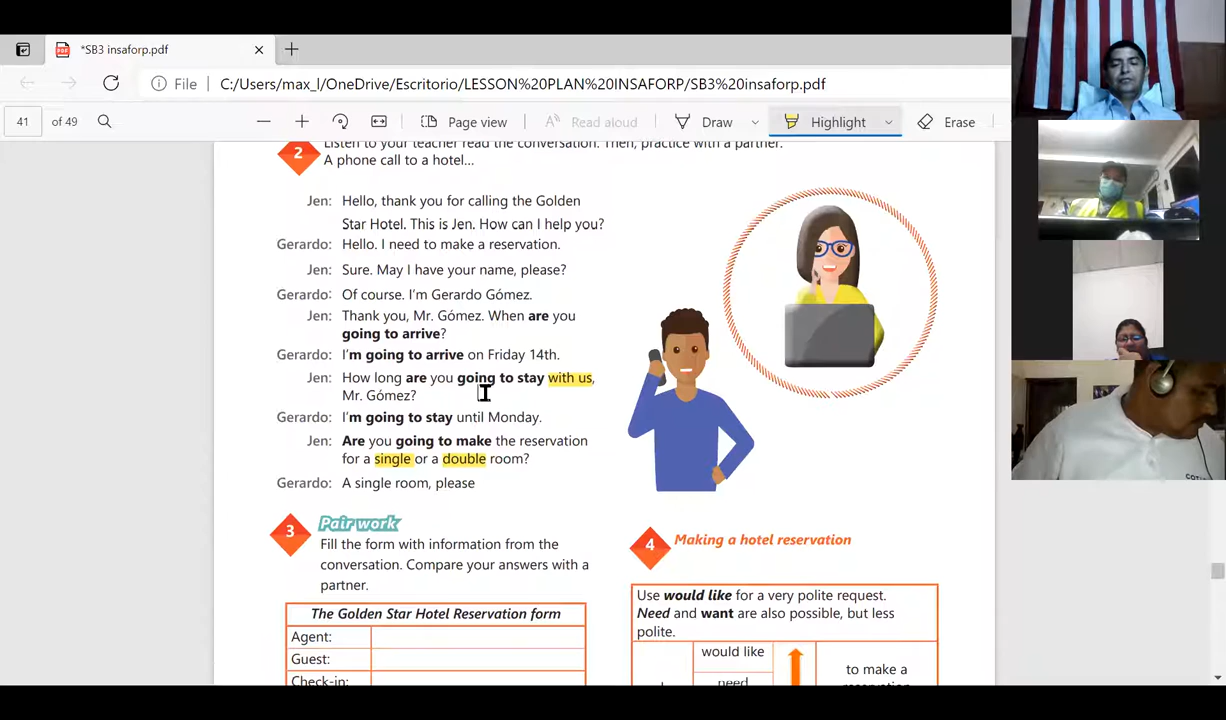 *SB3 insaforp.pdf
File
C:/Users/max_l/OneDrive/Escritorio/LESSON%20PLAN%20INSAFORP/SB3%20insaforp.pdf
41 of 49
Page view
Read aloud
Draw
Highlight
Erase
2
Listen to your teacher read the conversation. Then, practice with a partner.
A phone call to a hotel...
Jen: Hello, thank you for calling the Golden
Star Hotel. This is Jen. How can I help you?
Gerardo: Hello. I need to make a reservation.
Jen: Sure. May I have your name, please?
Gerardo: Of course. I'm Gerardo Gómez.
Jen: Thank you, Mr. Gómez. When are you
going to arrive?
Gerardo: I'm going to arrive on Friday 14th.
Jen: How long are you going to stay with us,
Mr. Gómez?
Gerardo: I'm going to stay until Monday.
Jen: Are you going to make the reservation
for a single or a double room?
Gerardo: A single room, please
3
Pair work
Fill the form with information from the
conversation. Compare your answers with a
partner.
The Golden Star Hotel Reservation form
Agent:
Guest:
Check-in:
4
Making a hotel reservation
Use would like for a very polite request.
Need and want are also possible, but less
polite.
would like
need
to make a
reservation